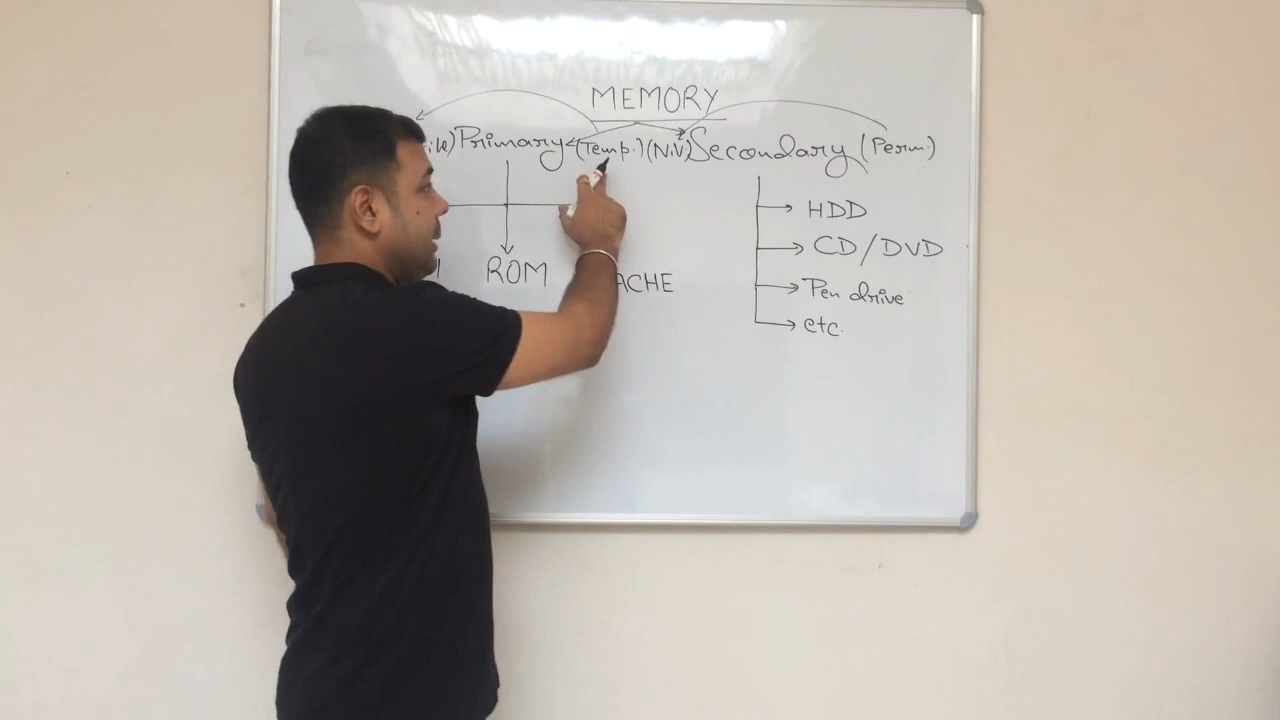 MEMORY
Primary (Temp.) (N.V) Secondary (Perm.)
HDD
CD/DVD
ROM
Pen drive
etc.